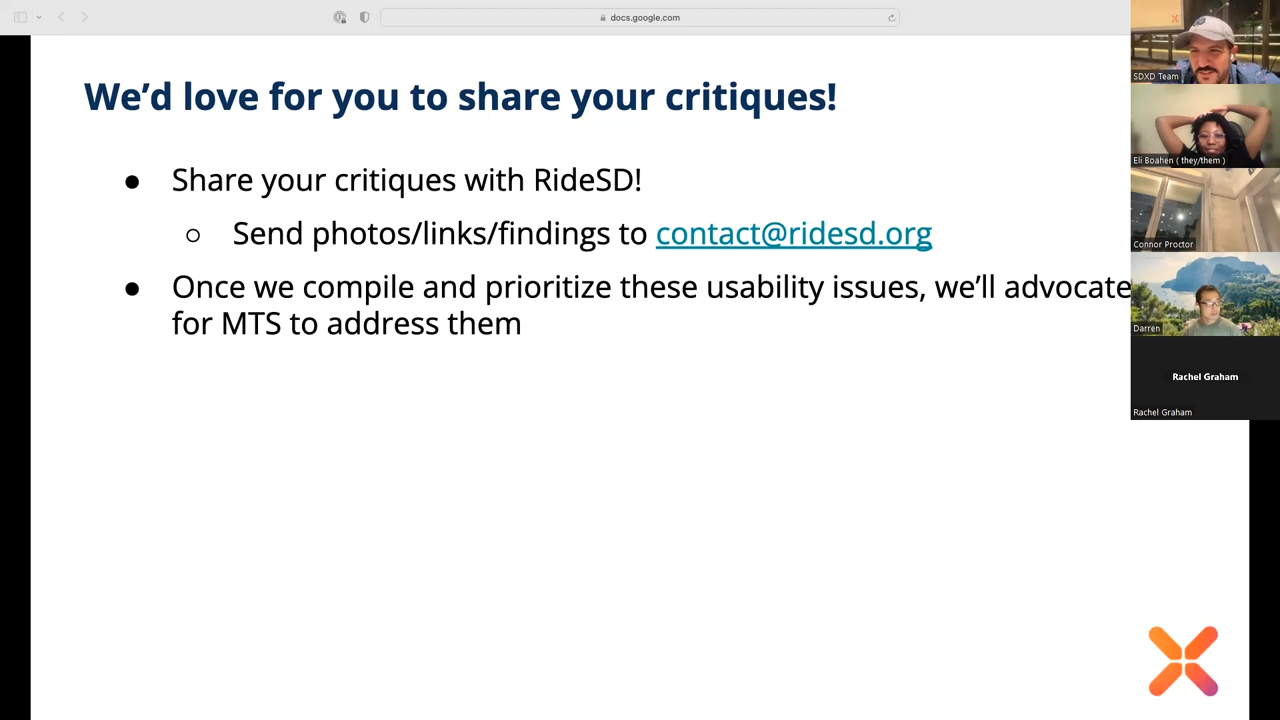 docs.google.com
We’d love for you to share your critiques!
● Share your critiques with RideSD!
○ Send photos/links/findings to contact@ridesd.org
● Once we compile and prioritize these usability issues, we’ll advocate
for MTS to address them
SDXD Team
Eli Boahen ( they/them )
Connor Proctor
Darren
Rachel Graham
Rachel Graham